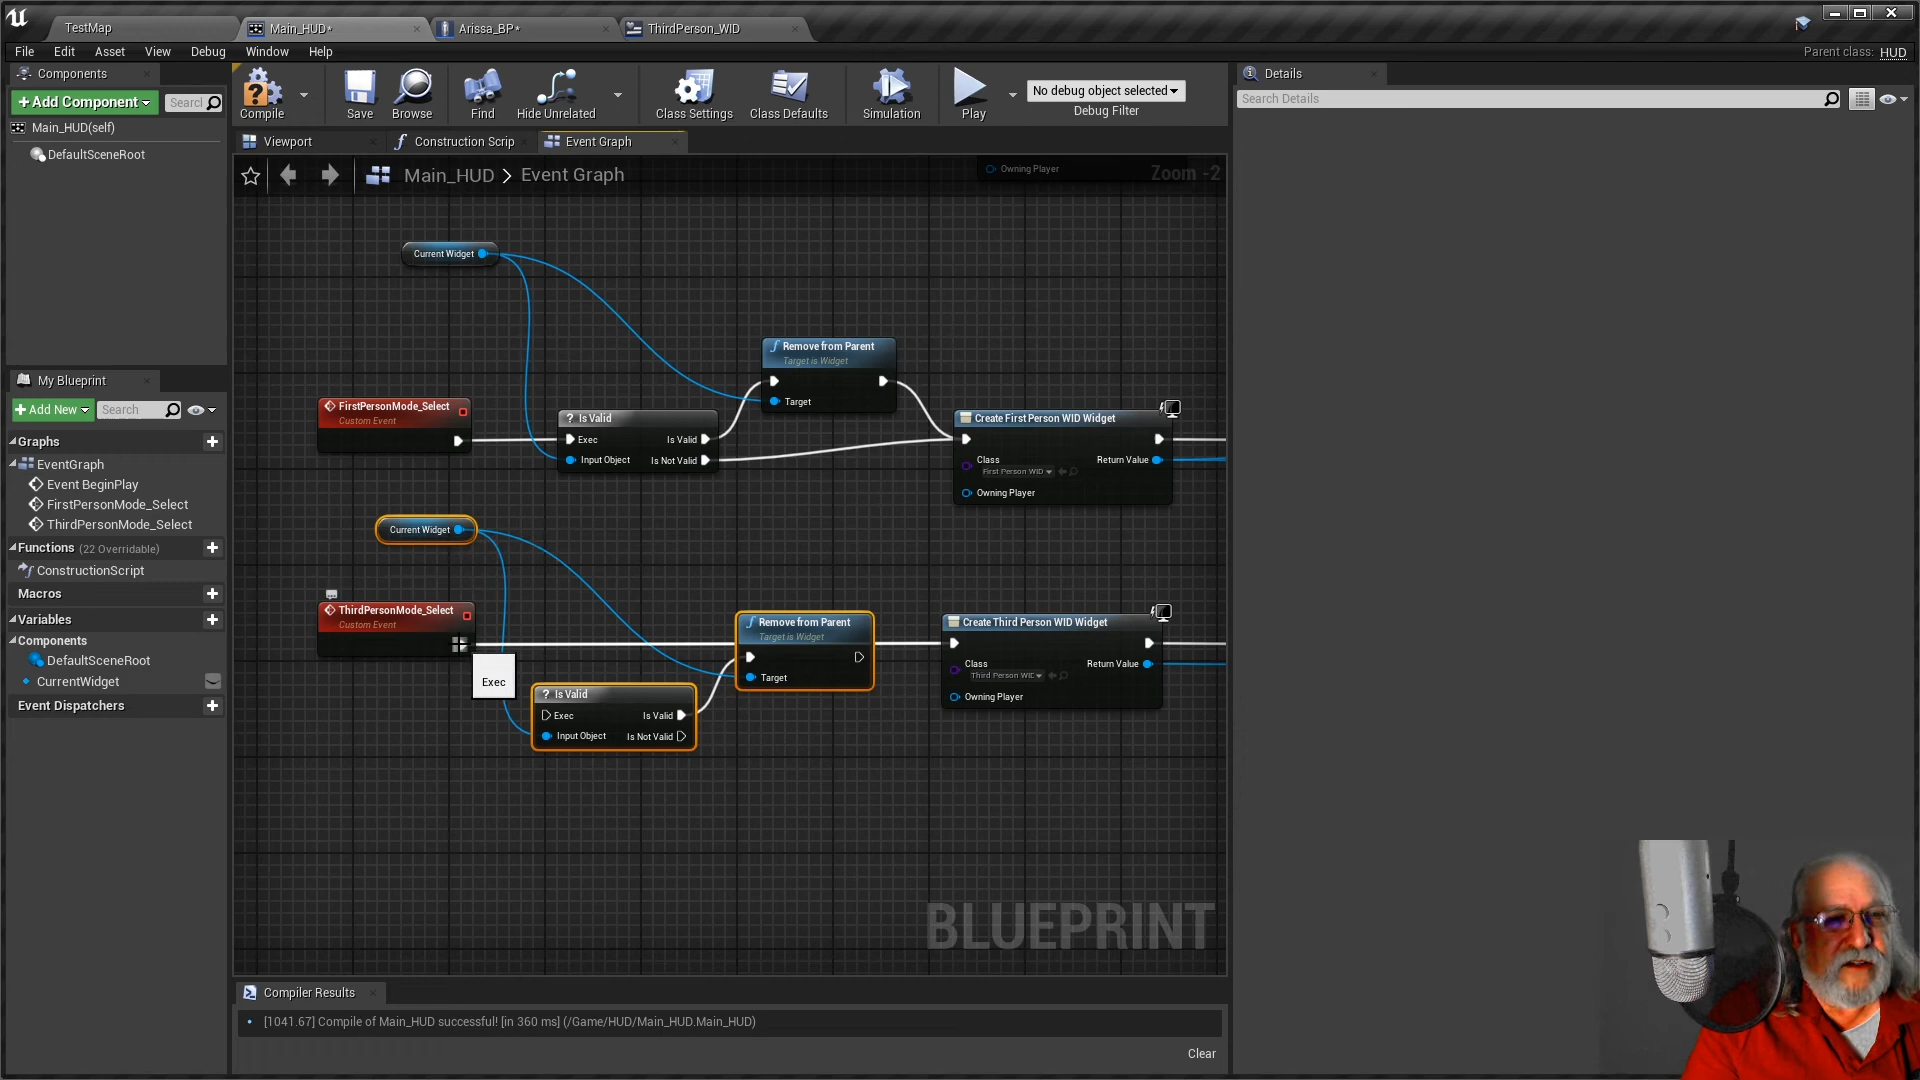 TestMap
Main_HUD*
Arissa_BP*
ThirdPerson_WID
File Edit Asset View Debug Window Help
Parent class: HUD
Components
Add Component
Searcl
Main_HUD(self)
DefaultSceneRoot
Compile
Save
Browse
Find
Hide Unrelated
Class Settings
Class Defaults
Simulation
Play
No debug object selected
Debug Filter
Details
Search Details
Viewport
Construction Scrip
Event Graph
Main_HUD > Event Graph
Zoom -2
Owning Player
Current Widget
Remove from Parent
Target is Widget
Target
FirstPersonMode_Select
Custom Event
? Is Valid
Exec
Is Valid
Input Object
Is Not Valid
Create First Person WID Widget
Class
First Person WID
Return Value
Owning Player
Current Widget
ThirdPersonMode_Select
Custom Event
Exec
Remove from Parent
Target is Widget
Target
? Is Valid
Exec
Is Valid
Input Object
Is Not Valid
Create Third Person WID Widget
Class
Third Person WIC
Return Value
Owning Player
BLUEPRINT
My Blueprint
Add New
Search
Graphs
EventGraph
Event BeginPlay
FirstPersonMode_Select
ThirdPersonMode_Select
Functions (22 Overridable)
ConstructionScript
Macros
Variables
Components
DefaultSceneRoot
CurrentWidget
Event Dispatchers
Compiler Results
[1041.67] Compile of Main_HUD successful! [in 360 ms] (/Game/HUD/Main_HUD.Main_HUD)
Clear